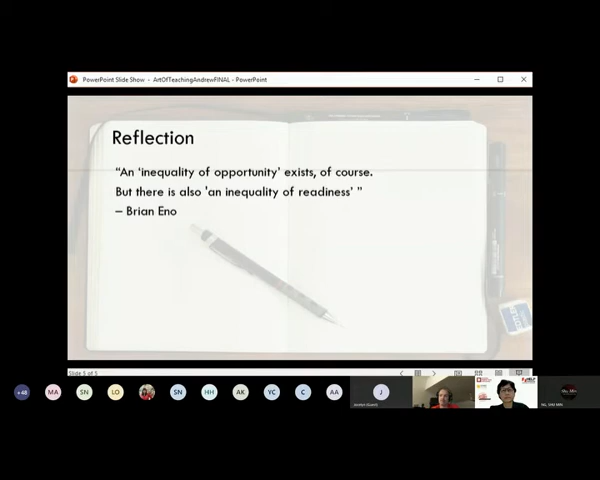 PowerPoint Slide Show - ArtOfTeachingAndrewFINAL - PowerPoint
Reflection
“An ‘inequality of opportunity’ exists, of course.
But there is also 'an inequality of readiness’ ”
– Brian Eno
Slide 5 of 5
+48
MA
SN
LO
SN
HH
AK
YC
C
AA
J